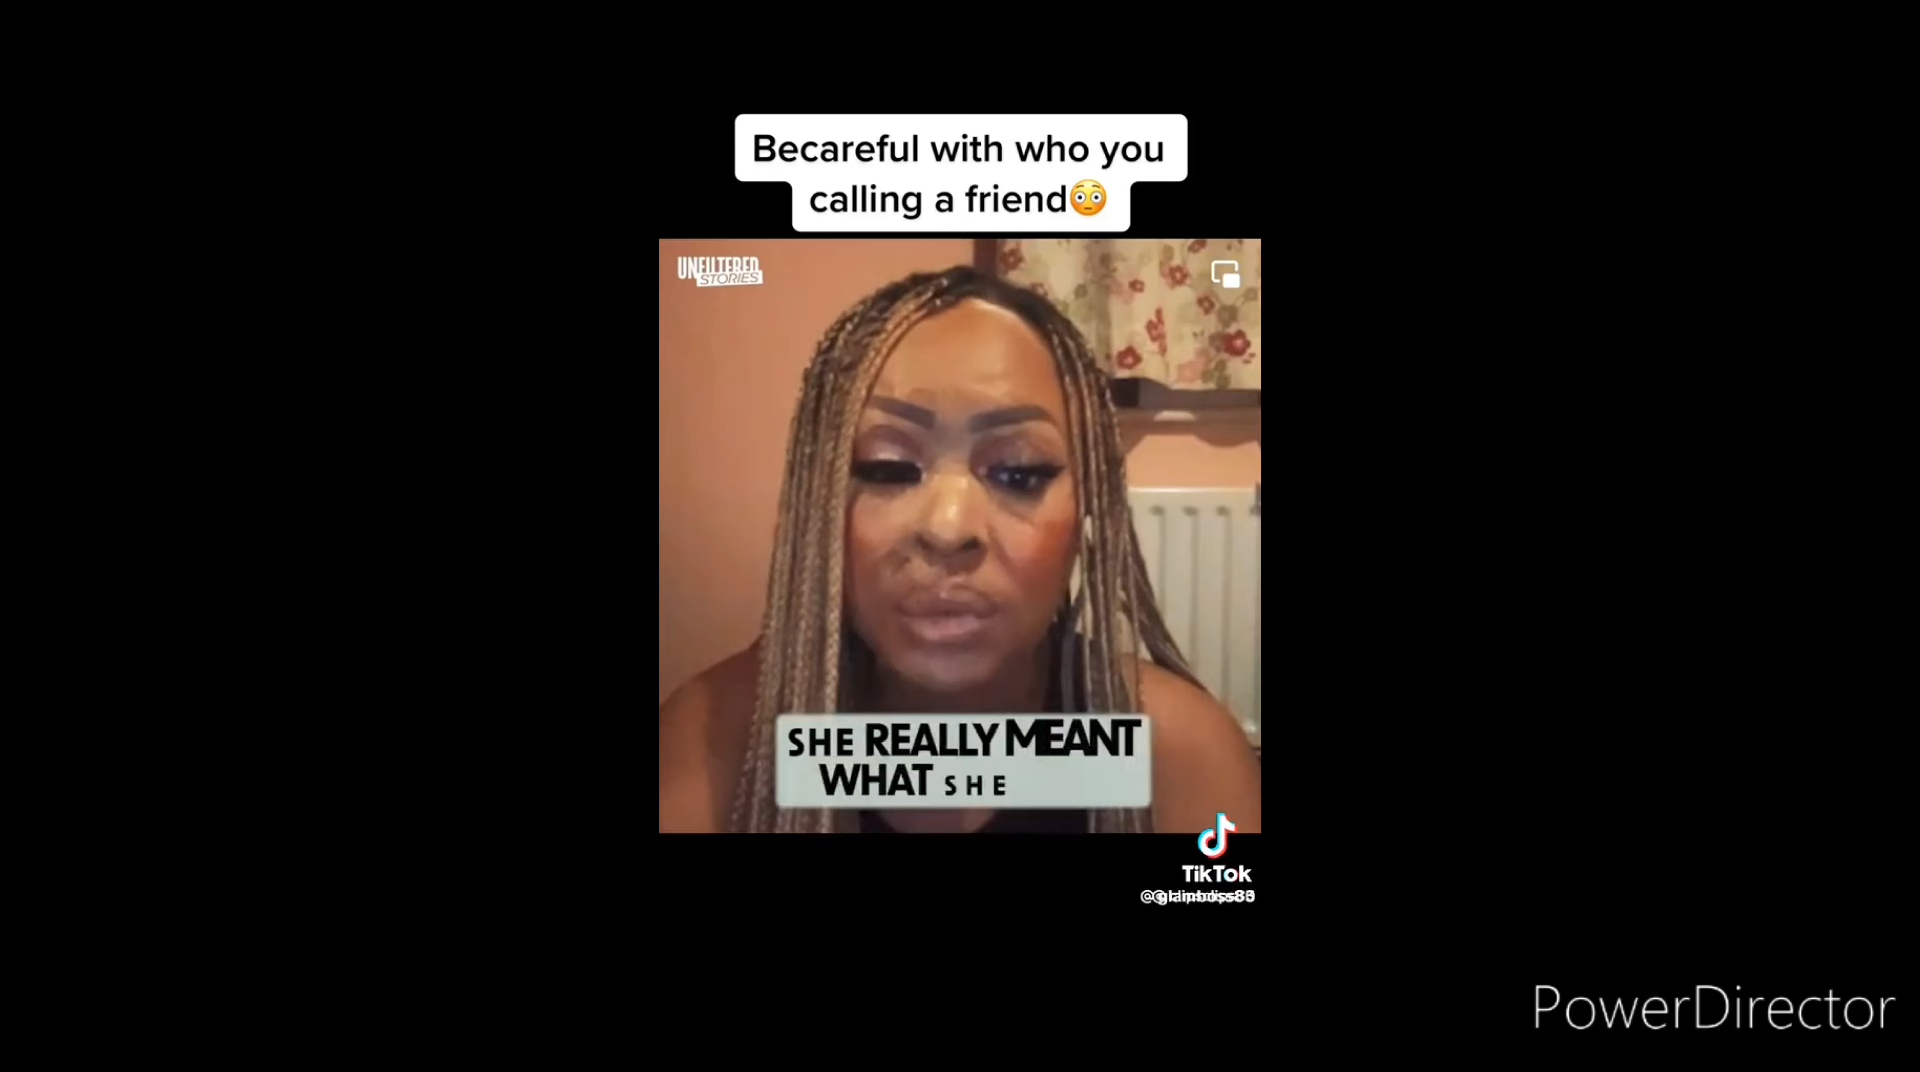 Becareful with who you
calling a friend😳
UNFILTERED
STORIES
SHE REALLY MEANT
WHAT SHE
TikTok
PowerDirector